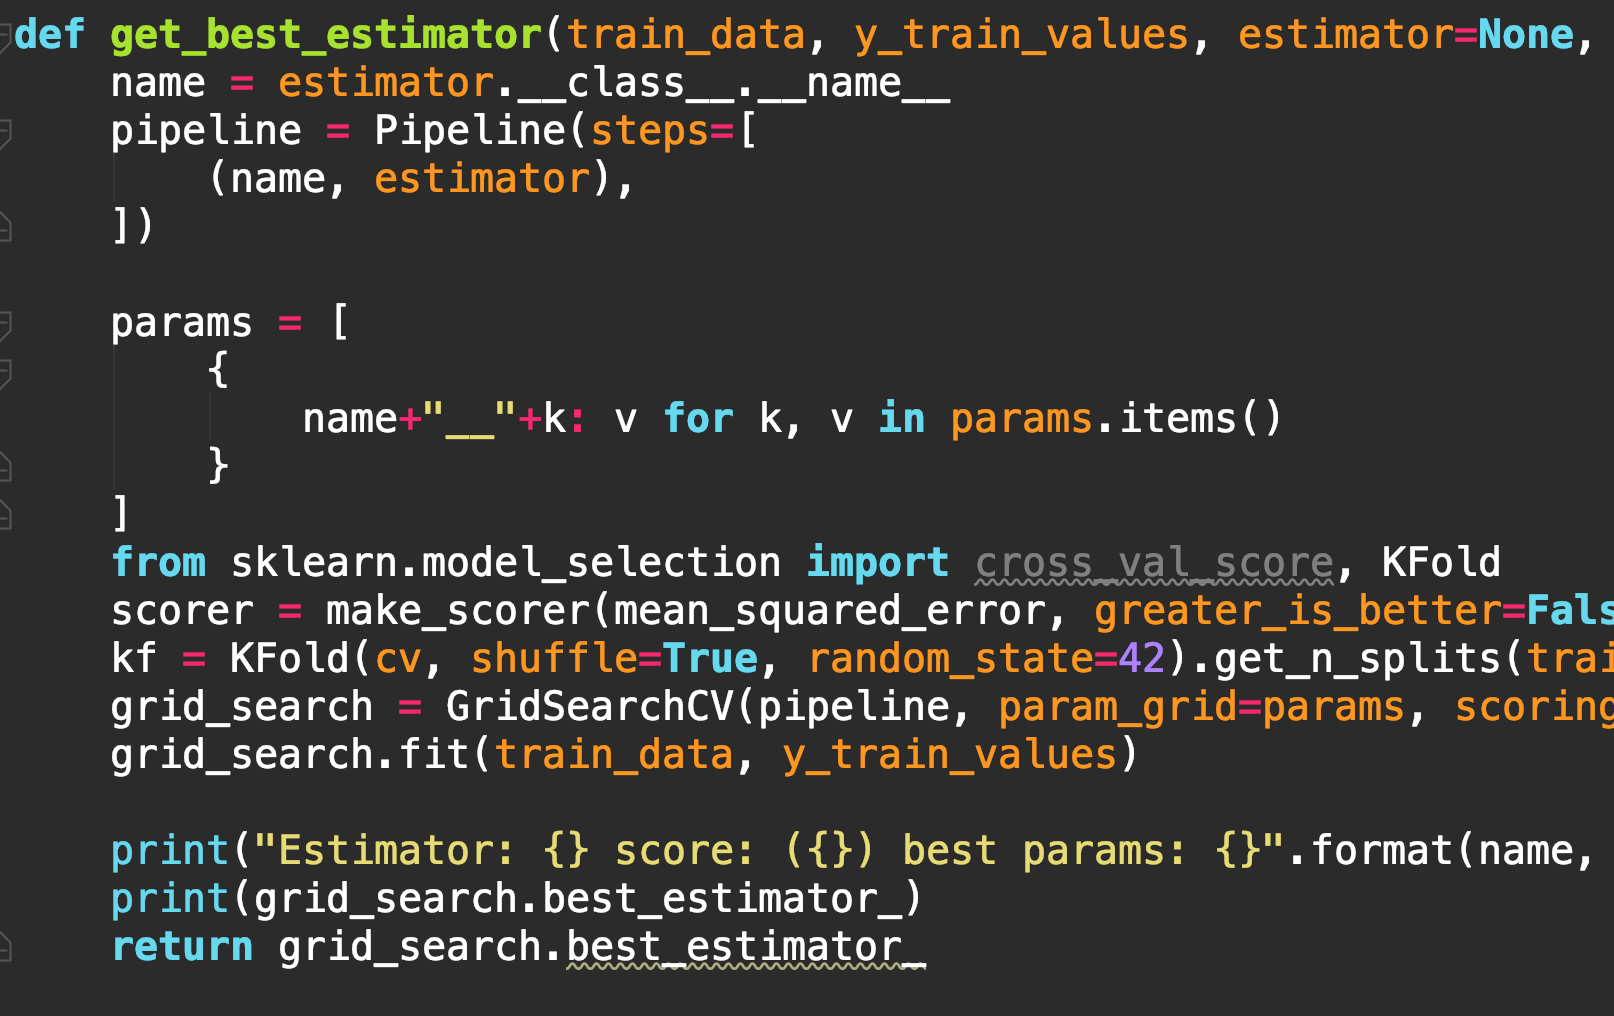 def get_best_estimator(train_data, y_train_values, estimator=None,
name = estimator.__class__.__name__
pipeline = Pipeline(steps=[
(name, estimator),
])
params = [
{
name+"__"+k: v for k, v in params.items()
}
]
from sklearn.model_selection import cross_val_score, KFold
scorer = make_scorer(mean_squared_error, greater_is_better=Fals
kf = KFold(cv, shuffle=True, random_state=42).get_n_splits(trai
grid_search = GridSearchCV(pipeline, param_grid=params, scoring
grid_search.fit(train_data, y_train_values)
print("Estimator: {} score: ({}) best params: {}".format(name,
print(grid_search.best_estimator_)
return grid_search.best_estimator_